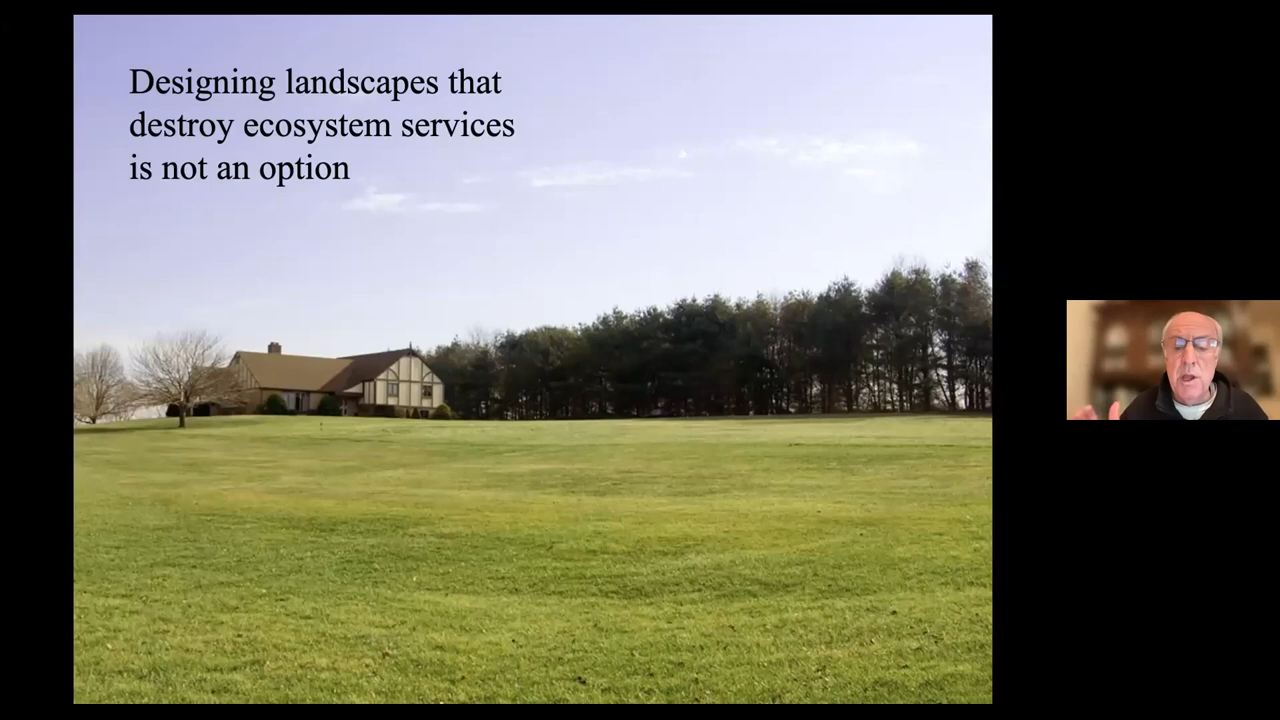 Designing landscapes that
destroy ecosystem services
is not an option